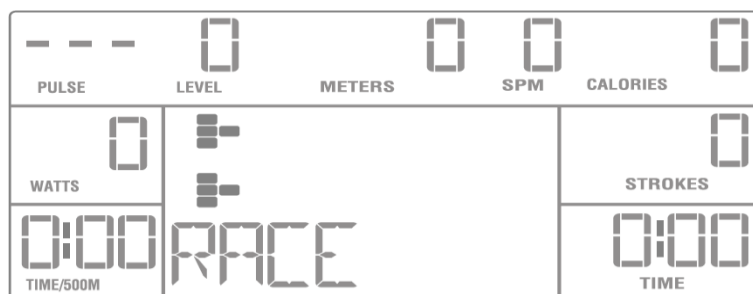 --- 0 0 0 0
PULSE LEVEL METERS SPM CALORIES
0 0
WATTS STROKES
0:00 RACE 0:00
TIME/500M TIME